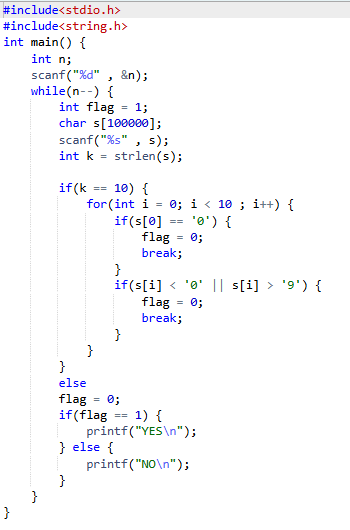 #include<stdio.h>
#include<string.h>
int main() {
    int n;
    scanf("%d" , &n);
    while(n--) {
        int flag = 1;
        char s[100000];
        scanf("%s" , s);
        int k = strlen(s);

        if(k == 10) {
            for(int i = 0; i < 10 ; i++) {
                if(s[0] == '0') {
                    flag = 0;
                    break;
                }
                if(s[i] < '0' || s[i] > '9') {
                    flag = 0;
                    break;
                }
            }
        }
        else
        flag = 0;
        if(flag == 1) {
            printf("YES\n");
        } else {
            printf("NO\n");
        }
    }
}